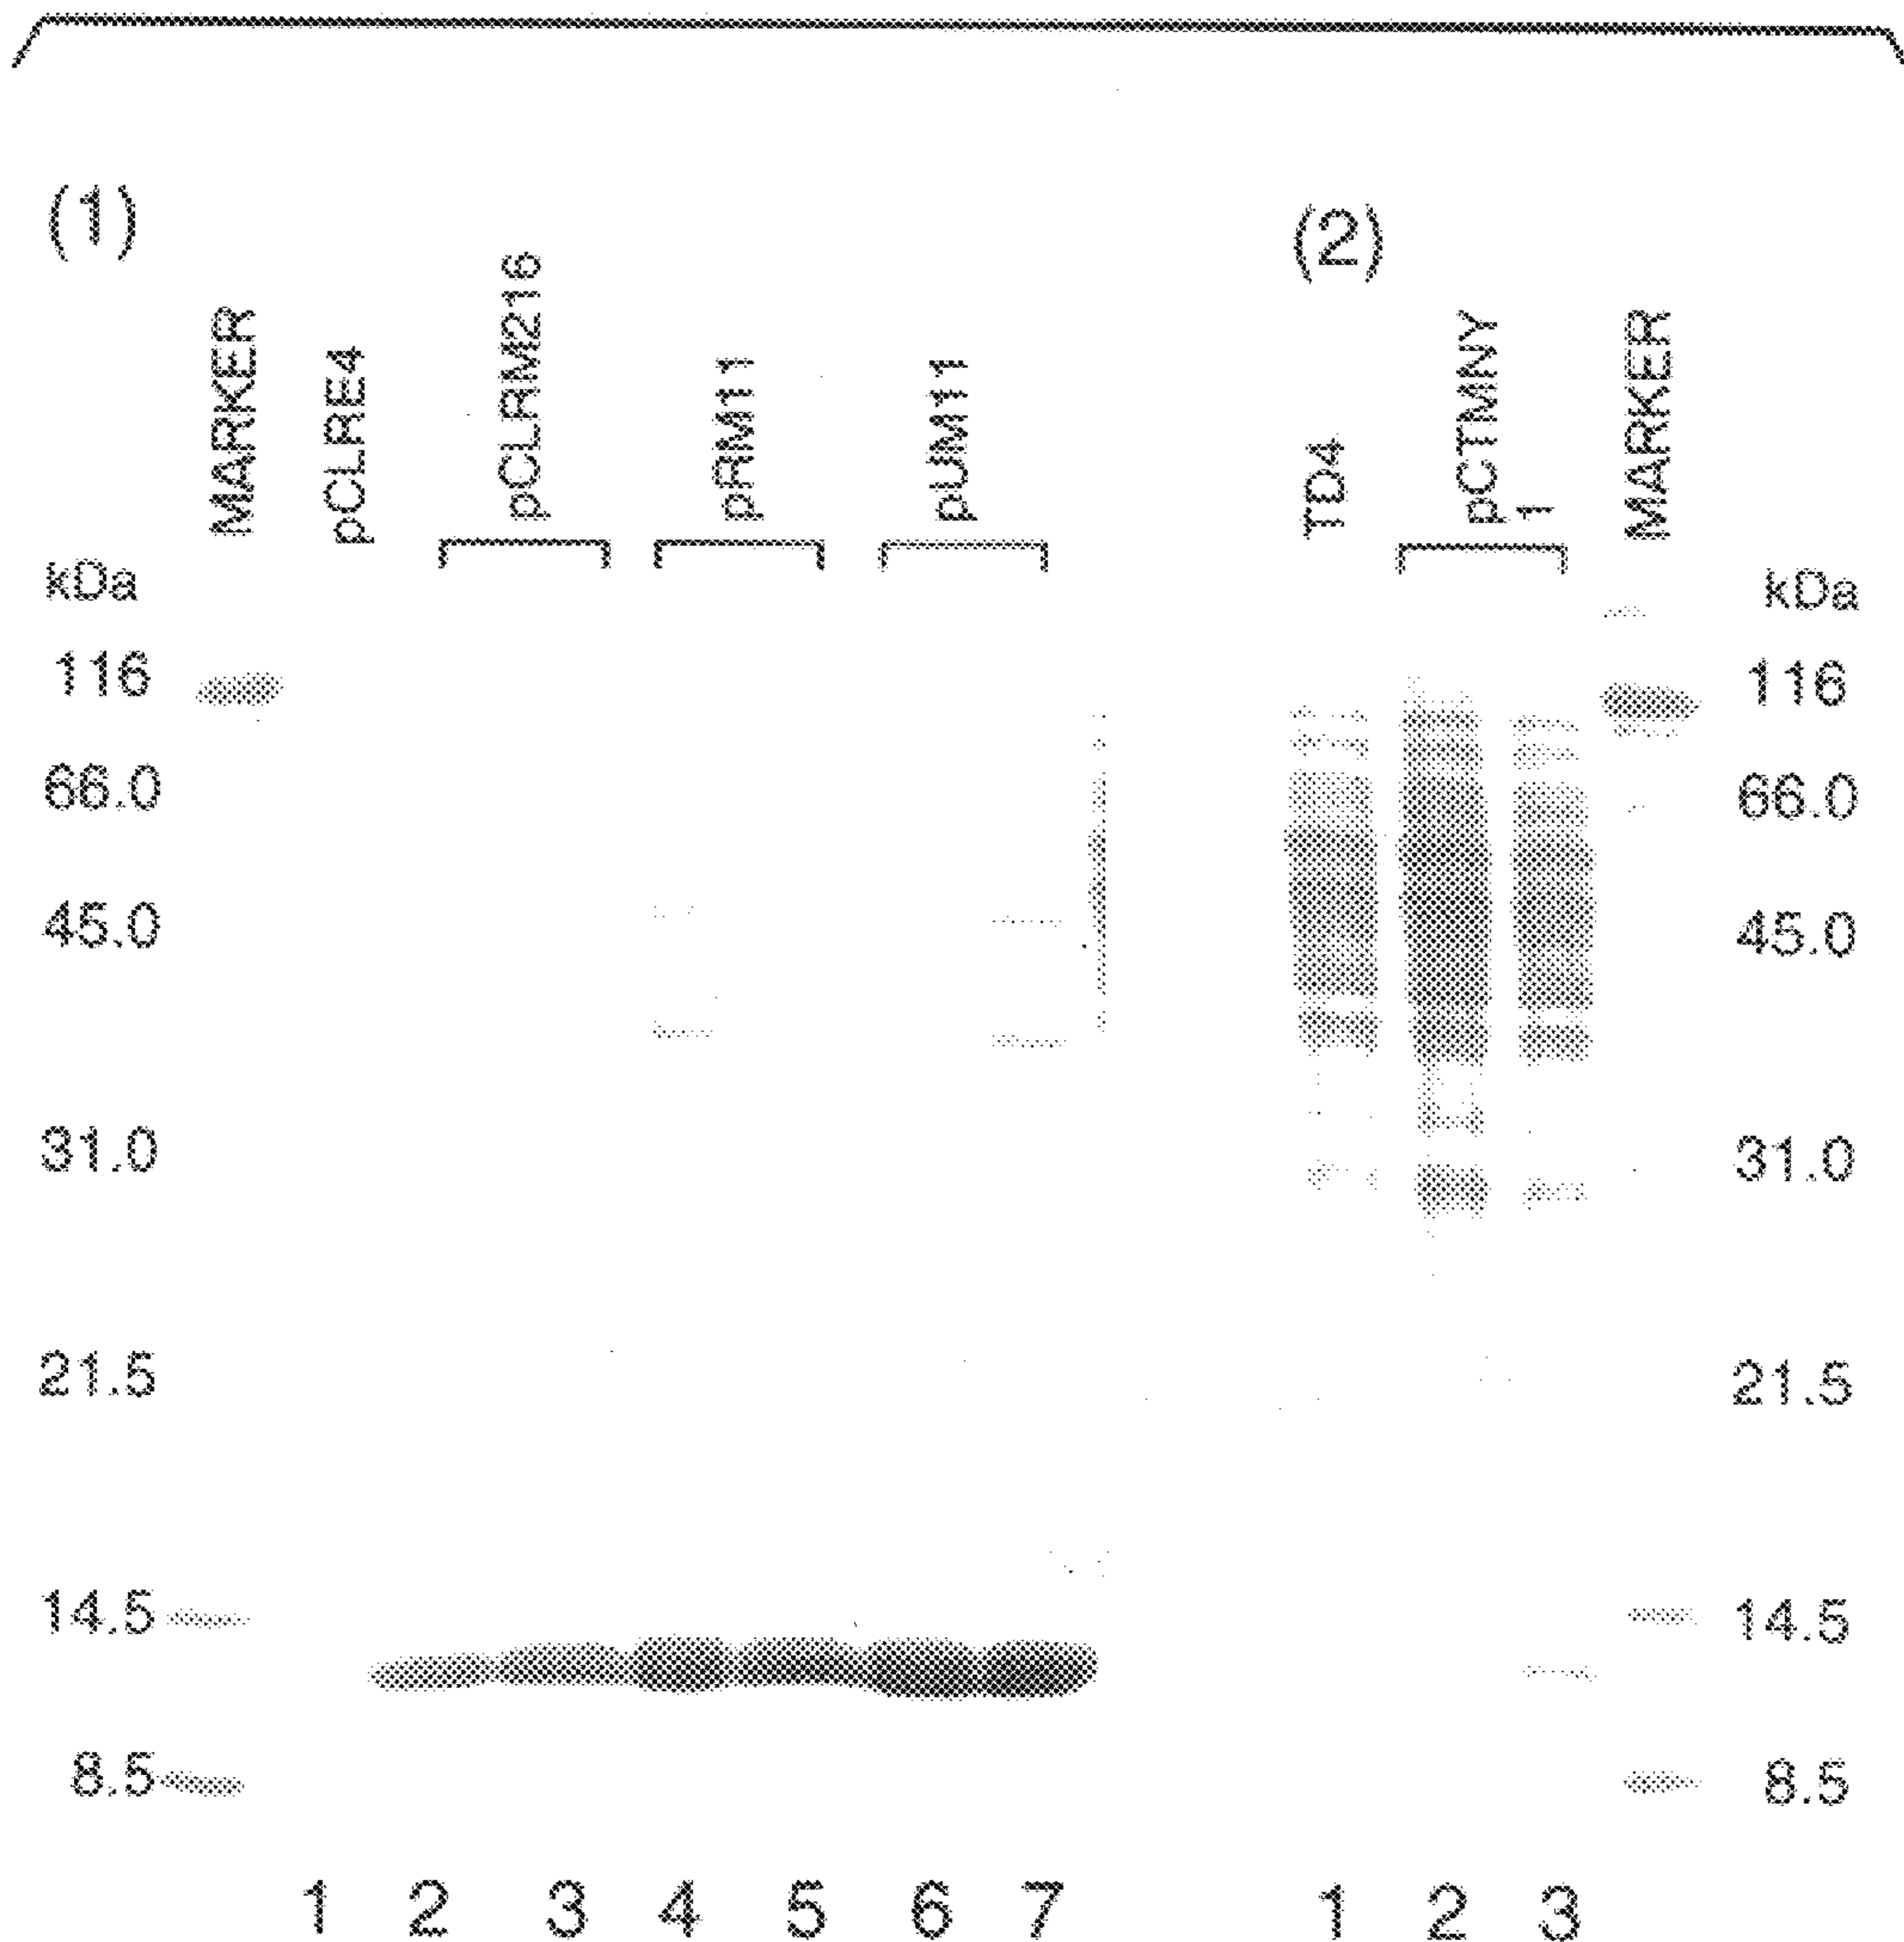 (1)
MARKER
pCLRE4
pCLRM216
pRM11
pUM11
(2)
TD4
pCTMNY
1
MARKER
kDa
116
66.0
45.0
31.0
21.5
14.5
8.5
kDa
116
66.0
45.0
31.0
21.5
14.5
8.5
1 2 3 4 5 6 7
1 2 3